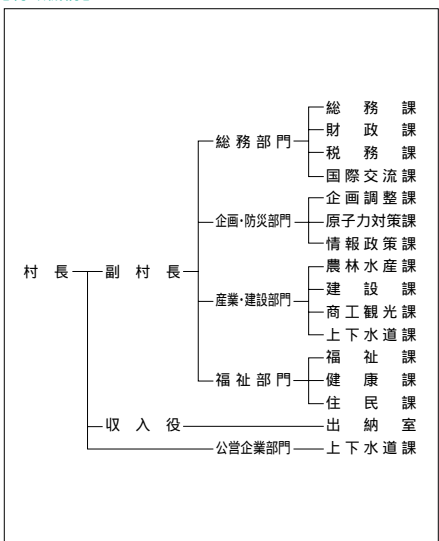 総務課
財政課
総務部門
税務課
国際交流課
企画調整課
企画・防災部門
原子力対策課
情報政策課
村長
副村長
農林水産課
建設課
産業・建設部門
商工観光課
上下水道課
福祉課
福祉部門
健康課
住民課
収入役
出納室
公営企業部門
上下水道課